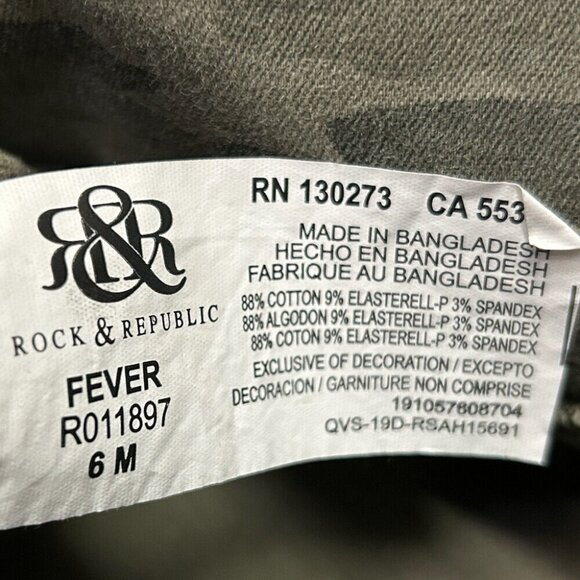 R&R
ROCK & REPUBLIC
FEVER
R011897
6 M
RN 130273 CA 553
MADE IN BANGLADESH
HECHO EN BANGLADESH
FABRIQUE AU BANGLADESH
88% COTTON 9% ELASTERELL-P 3% SPANDEX
88% ALGODON 9% ELASTERELL-P 3% SPANDEX
88% COTTON 9% ELASTERELL-P 3% SPANDEX
EXCLUSIVE OF DECORATION / EXCEPTO
DECORACION / GARNITURE NON COMPRISE
191057608704
QVS-19D-RSAH15691